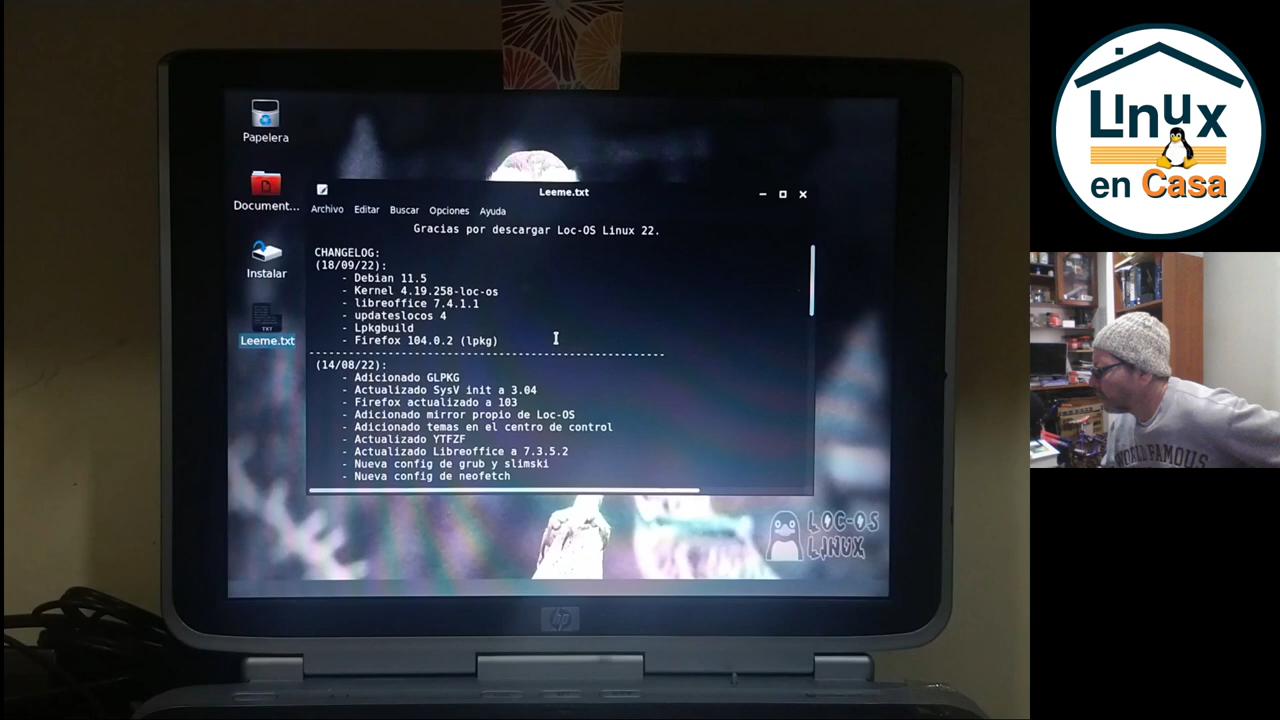 Papelera
Document...
Instalar
TXT
Leeme.txt
Leeme.txt
Archivo Editar Buscar Opciones Ayuda
Gracias por descargar Loc-OS Linux 22.
CHANGELOG:
(18/09/22):
- Debian 11.5
- Kernel 4.19.258-loc-os
- libreoffice 7.4.1.1
- updateslocos 4
- Lpkgbuild
- Firefox 104.0.2 (lpkg)
--------------------------------------------------
(14/08/22):
- Adicionado GLPKG
- Actualizado SysV init a 3.04
- Firefox actualizado a 103
- Adicionado mirror propio de Loc-OS
- Adicionado temas en el centro de control
- Actualizado YTFZF
- Actualizado Libreoffice a 7.3.5.2
- Nueva config de grub y slimski
- Nueva config de neofetch
LOC-OS
LINUX
hp
LInux
en Casa
WORLD FAMOUS